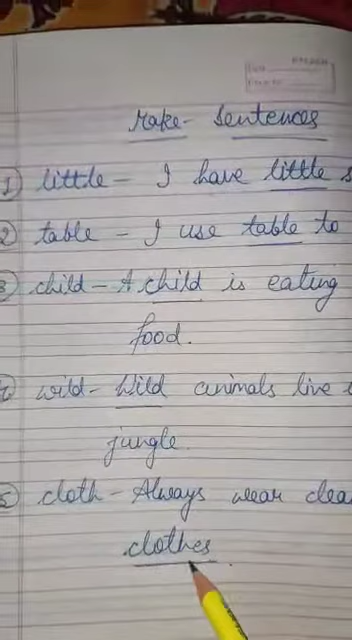 Make- Sentences
1) little - I have little
2) table - I use table to
3) child - A child is eating
food.
wild - Wild animals live
jungle.
5) cloth - Always wear clea
clothes.